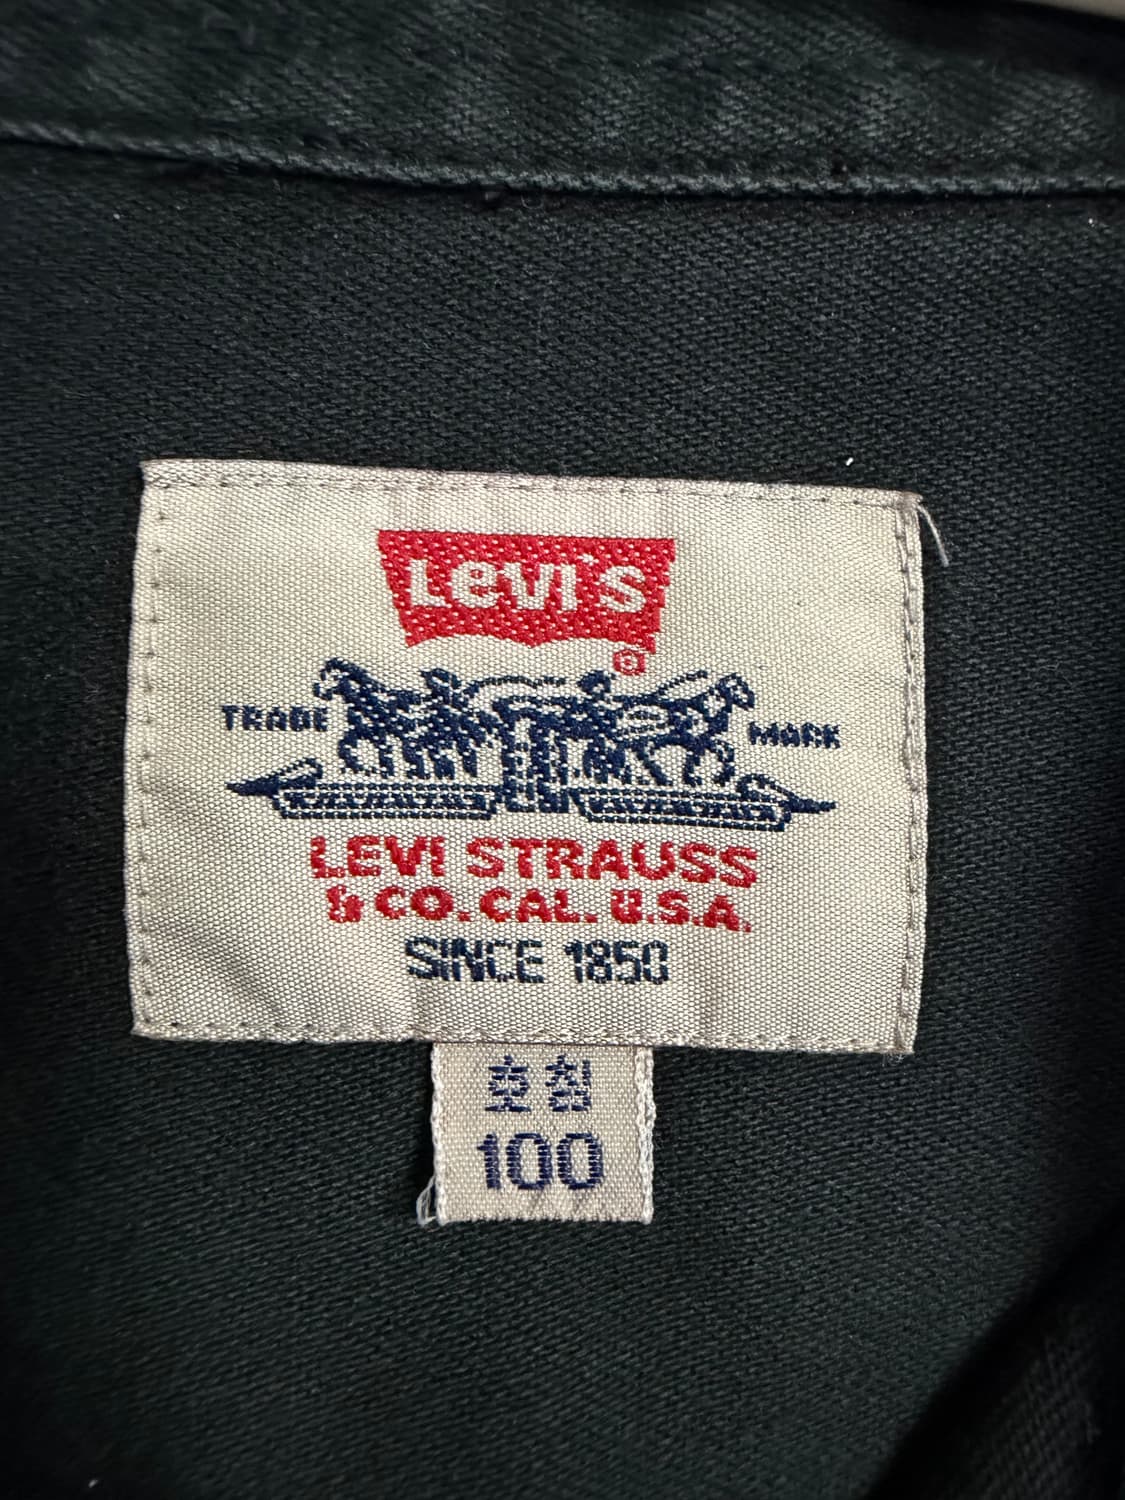 LEVI'S
®
TRADE MARK
LEVI STRAUSS
& CO. CAL. U.S.A.
SINCE 1850
호칭
100